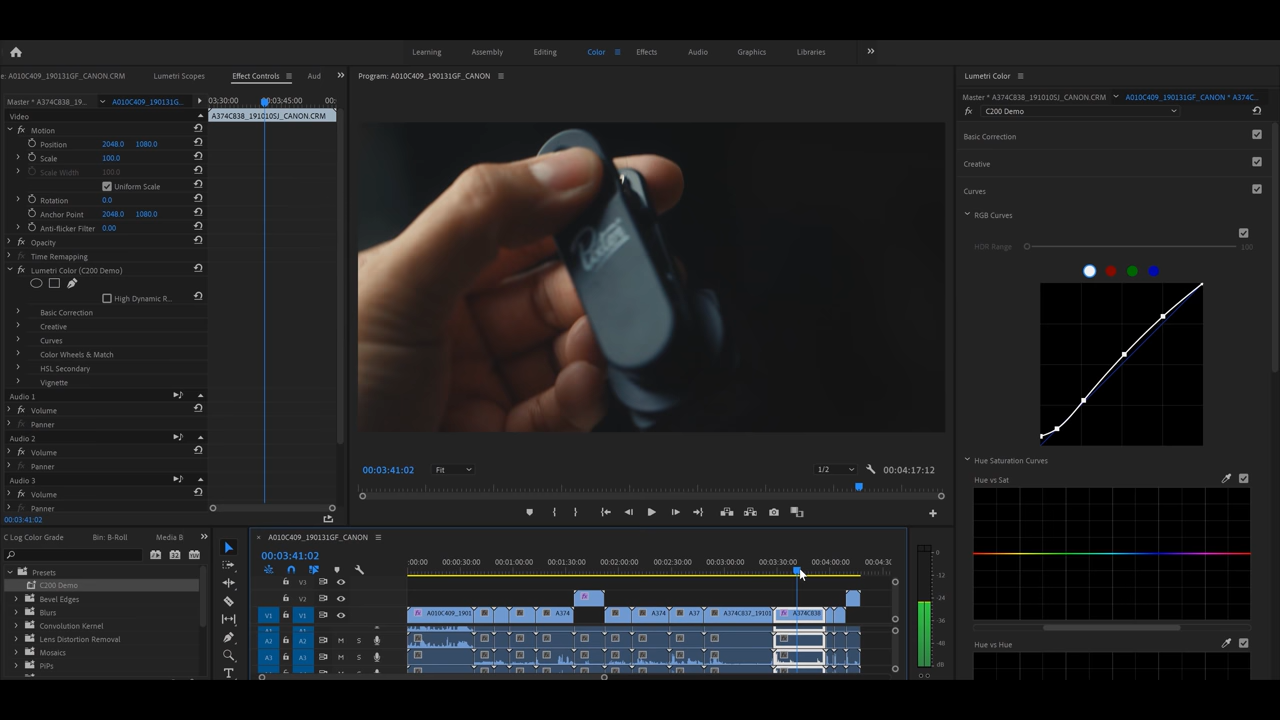 Learning Assembly Editing Color Effects Audio Graphics Libraries
e: A010C409_190131GF_CANON.CRM Lumetri Scopes Effect Controls Aud
Program: A010C409_190131GF_CANON
Lumetri Color
Master * A374C838_19... A010C409_190131G...
03:30:00 00:03:45:00 00:
A374C838_191010SJ_CANON.CRM
Video
Motion
Position 2048.0 1080.0
Scale 100.0
Scale Width 100.0
Uniform Scale
Rotation 0.0
Anchor Point 2048.0 1080.0
Anti-flicker Filter 0.00
Opacity
Time Remapping
Lumetri Color (C200 Demo)
High Dynamic R...
Basic Correction
Creative
Curves
Color Wheels & Match
HSL Secondary
Vignette
Audio 1
Volume
Panner
Audio 2
Volume
Panner
Audio 3
Volume
Panner
00:03:41:02
00:03:41:02 Fit 1/2 00:04:17:12
Master * A374C838_191010SJ_CANON.CRM A010C409_190131GF_CANON * A374C...
fx C200 Demo
Basic Correction
Creative
Curves
RGB Curves
HDR Range 100
Hue Saturation Curves
Hue vs Sat
Hue vs Hue
C Log Color Grade Bin: B-Roll Media B
Presets
C200 Demo
Bevel Edges
Blurs
Convolution Kernel
Lens Distortion Removal
Mosaics
PiPs
× A010C409_190131GF_CANON
00:03:41:02
:00:00 00:00:30:00 00:01:00:00 00:01:30:00 00:02:00:00 00:02:30:00 00:03:00:00 00:03:30:00 00:04:00:00 00:04:30
V3
V2
V1 V1 A010C409_1901 A374 A374 A37 A374C837_19101 A374C838
A2 A2 M S
A3 A3 M S
0
-12
-24
-36
-48
dB